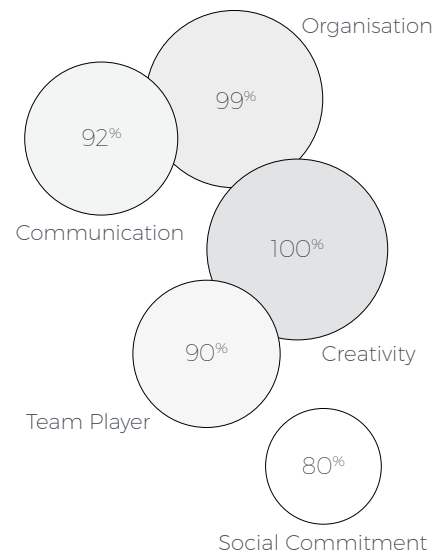 Organisation
99%
92%
Communication
100%
Creativity
90%
Team Player
80%
Social Commitment